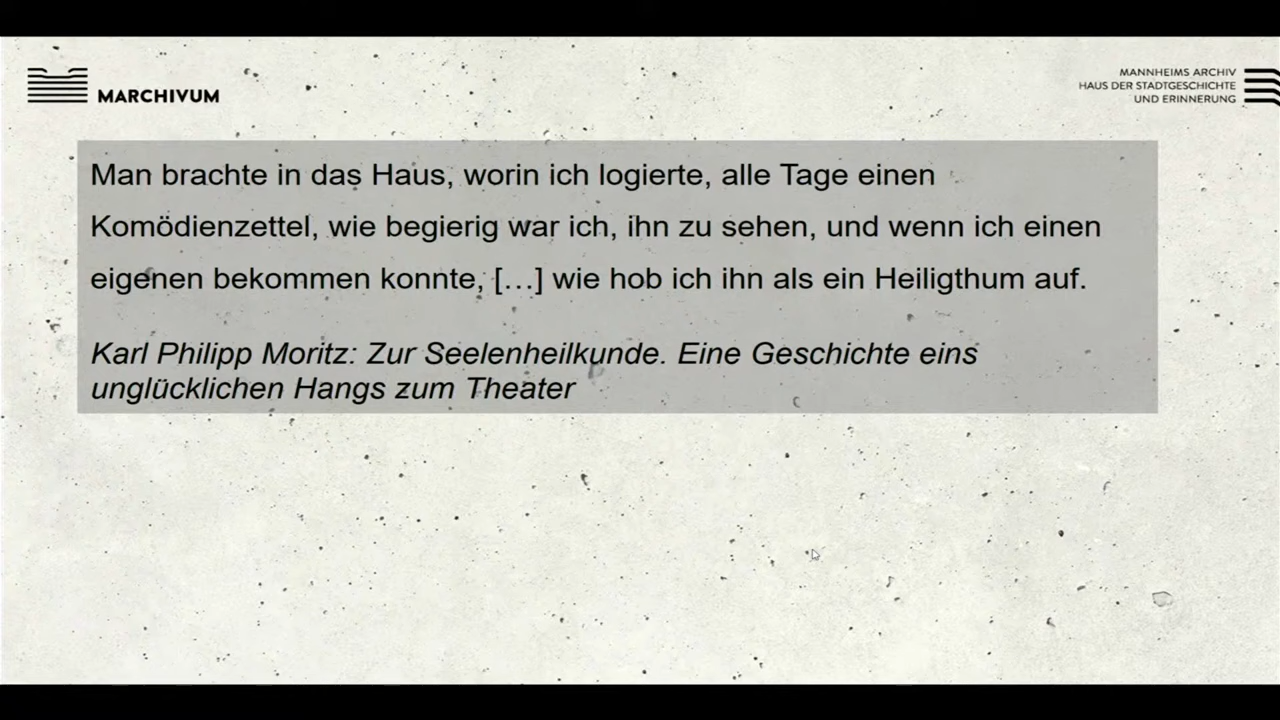 MARCHIVUM
MANNHEIMS ARCHIV
HAUS DER STADTGESCHICHTE
UND ERINNERUNG
Man brachte in das Haus, worin ich logierte, alle Tage einen
Komödienzettel, wie begierig war ich, ihn zu sehen, und wenn ich einen
eigenen bekommen konnte, […] wie hob ich ihn als ein Heiligthum auf.
Karl Philipp Moritz: Zur Seelenheilkunde. Eine Geschichte eins
unglücklichen Hangs zum Theater